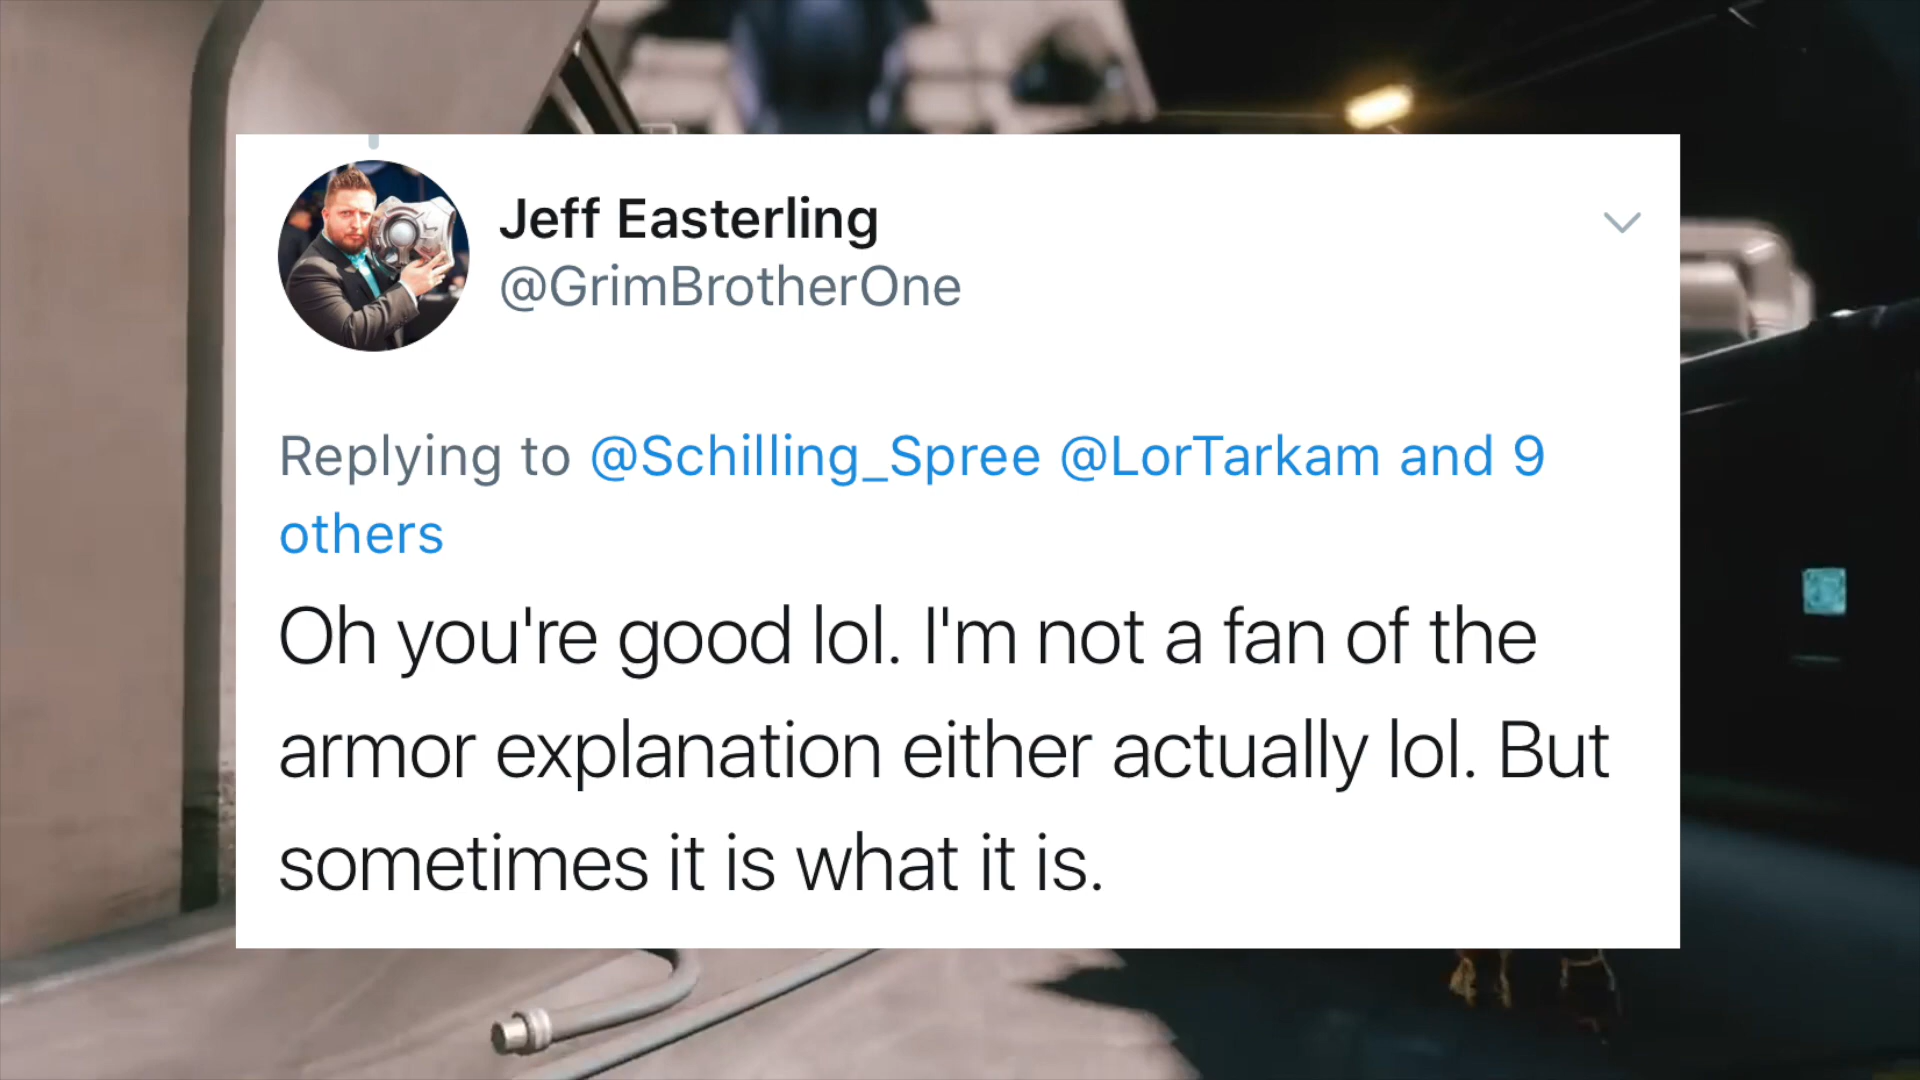 Jeff Easterling
@GrimBrotherOne
Replying to @Schilling_Spree @LorTarkam and 9
others
Oh you're good lol. I'm not a fan of the
armor explanation either actually lol. But
sometimes it is what it is.